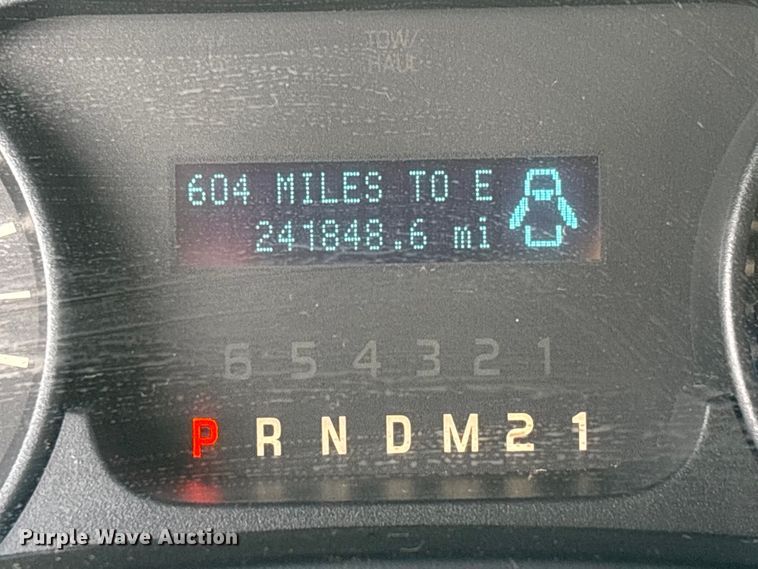 TOW/
HAUL
604 MILES TO E
241848.6 mi
6 5 4 3 2 1
P R N D M 2 1
Purple Wave Auction